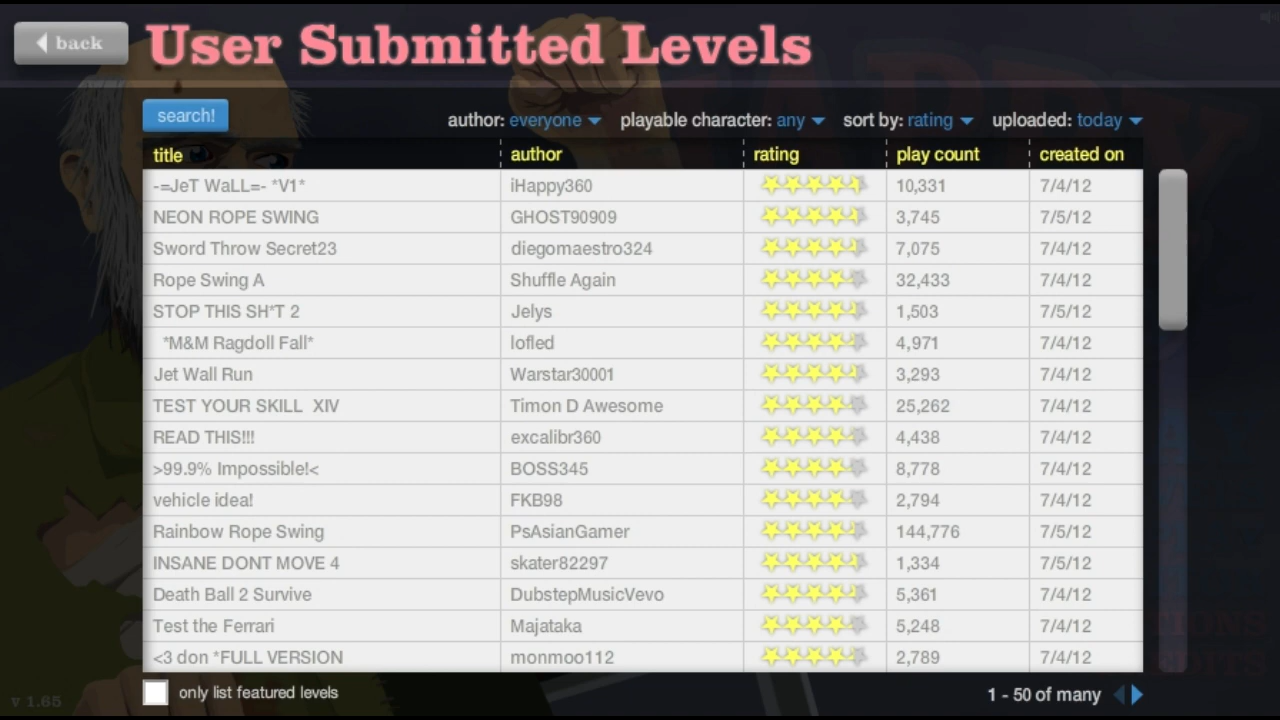 back
User Submitted Levels
search!
author: everyone playable character: any sort by: rating uploaded: today
title author rating play count created on
-=JeT WaLL=- *V1* iHappy360 10,331 7/4/12
NEON ROPE SWING GHOST90909 3,745 7/5/12
Sword Throw Secret23 diegomaestro324 7,075 7/4/12
Rope Swing A Shuffle Again 32,433 7/4/12
STOP THIS SH*T 2 Jelys 1,503 7/5/12
*M&M Ragdoll Fall* lofled 4,971 7/4/12
Jet Wall Run Warstar30001 3,293 7/4/12
TEST YOUR SKILL XIV Timon D Awesome 25,262 7/4/12
READ THIS!!! excalibr360 4,438 7/4/12
>99.9% Impossible!< BOSS345 8,778 7/4/12
vehicle idea! FKB98 2,794 7/4/12
Rainbow Rope Swing PsAsianGamer 144,776 7/5/12
INSANE DONT MOVE 4 skater82297 1,334 7/5/12
Death Ball 2 Survive DubstepMusicVevo 5,361 7/4/12
Test the Ferrari Majataka 5,248 7/4/12
<3 don *FULL VERSION monmoo112 2,789 7/4/12
only list featured levels 1 - 50 of many
v 1.65